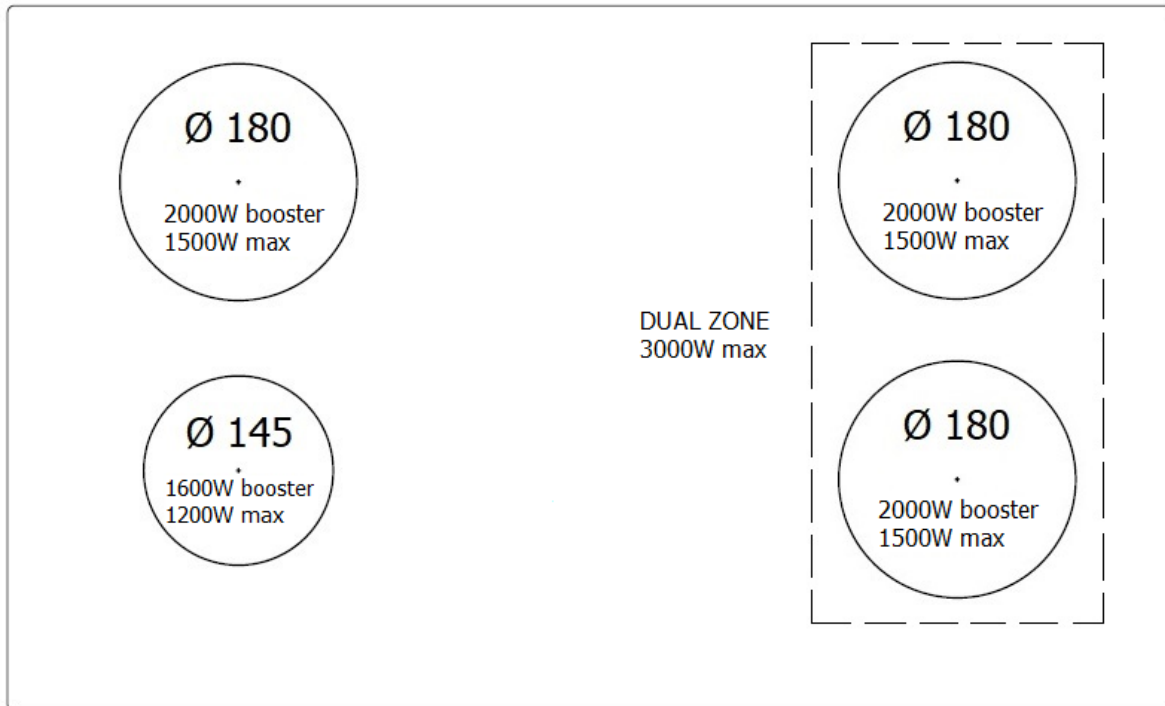 Ø 180
2000W booster
1500W max
Ø 180
2000W booster
1500W max
DUAL ZONE
3000W max
Ø 145
1600W booster
1200W max
Ø 180
2000W booster
1500W max